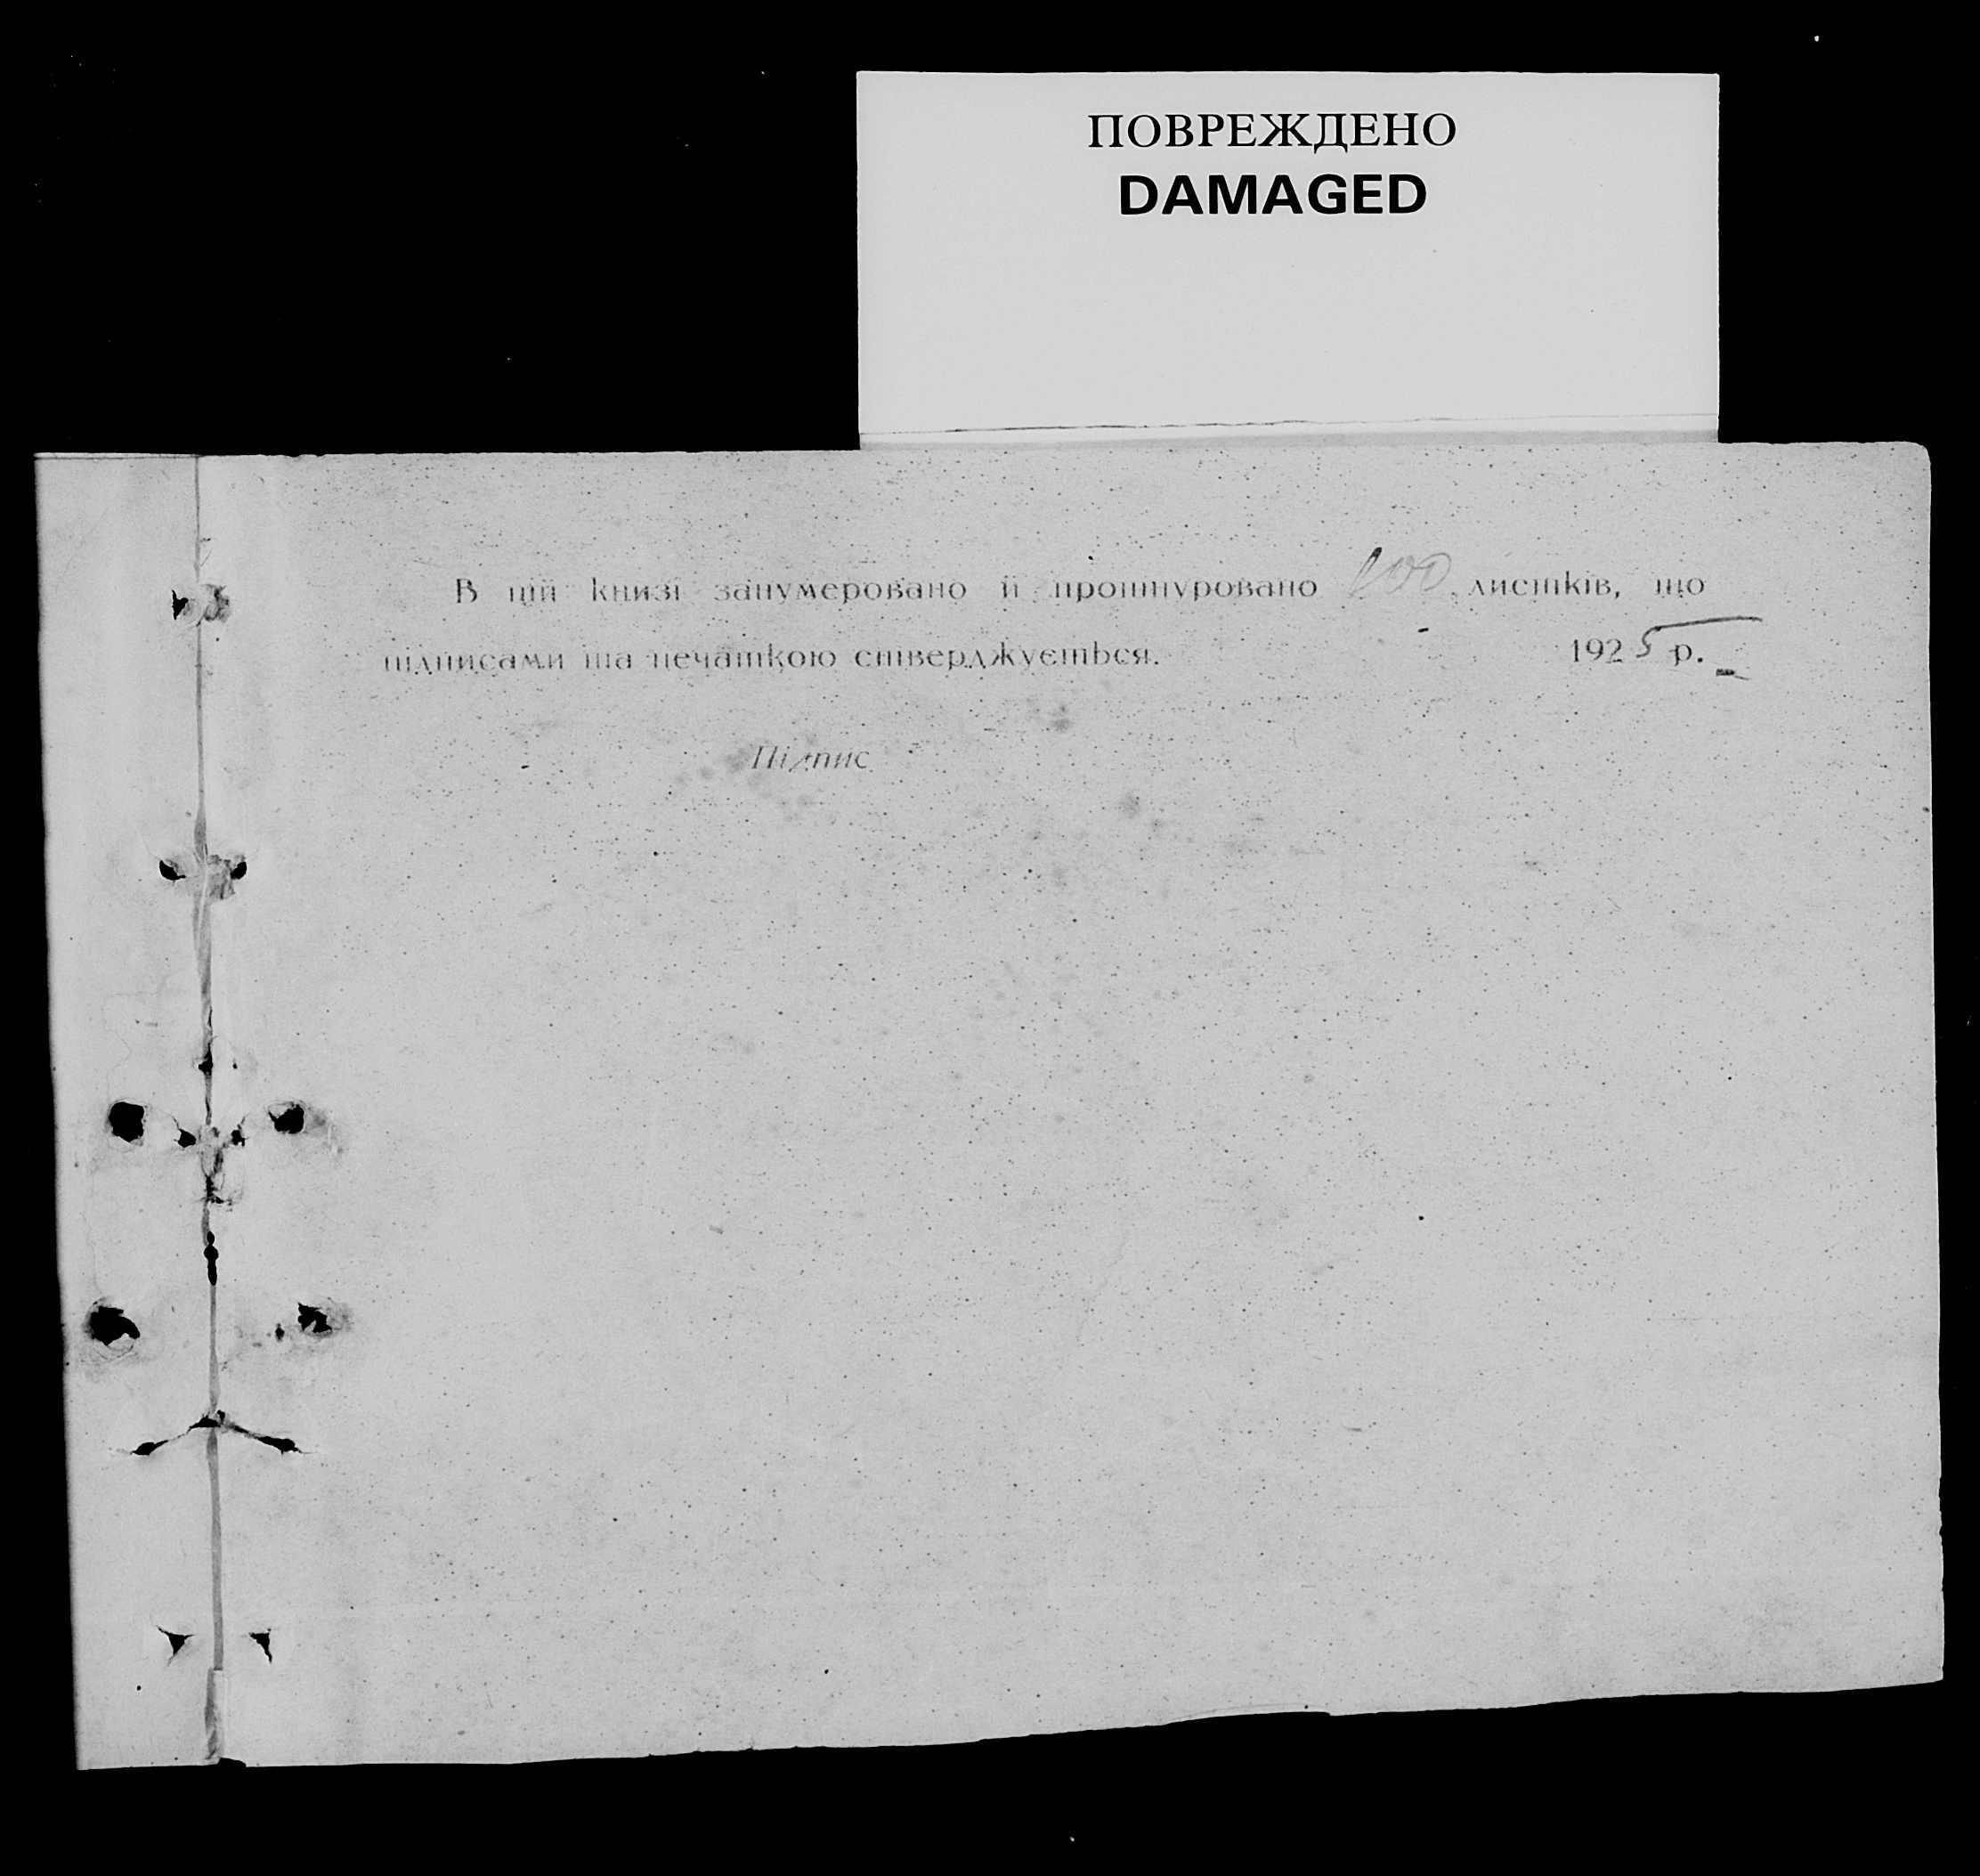 ПОВРЕЖДЕНО
DAMAGED
В цій книзі занумеровано й прошнуровано 100 листків, що
підписами та печаткою стверджується. 1925 р.
Підпис